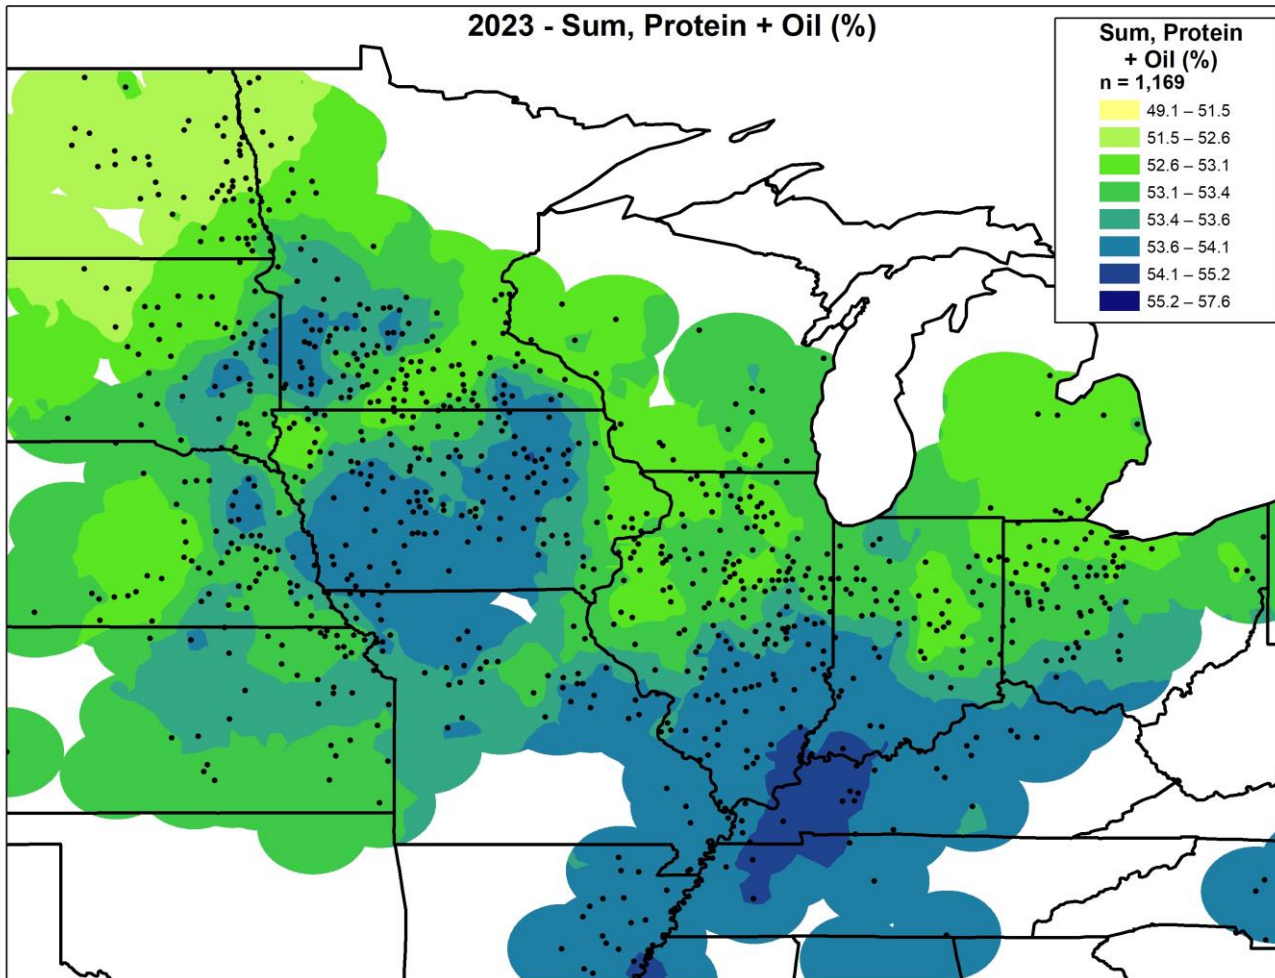 2023 - Sum, Protein + Oil (%)
Sum, Protein
+ Oil (%)
n = 1,169
49.1 – 51.5
51.5 – 52.6
52.6 – 53.1
53.1 – 53.4
53.4 – 53.6
53.6 – 54.1
54.1 – 55.2
55.2 – 57.6